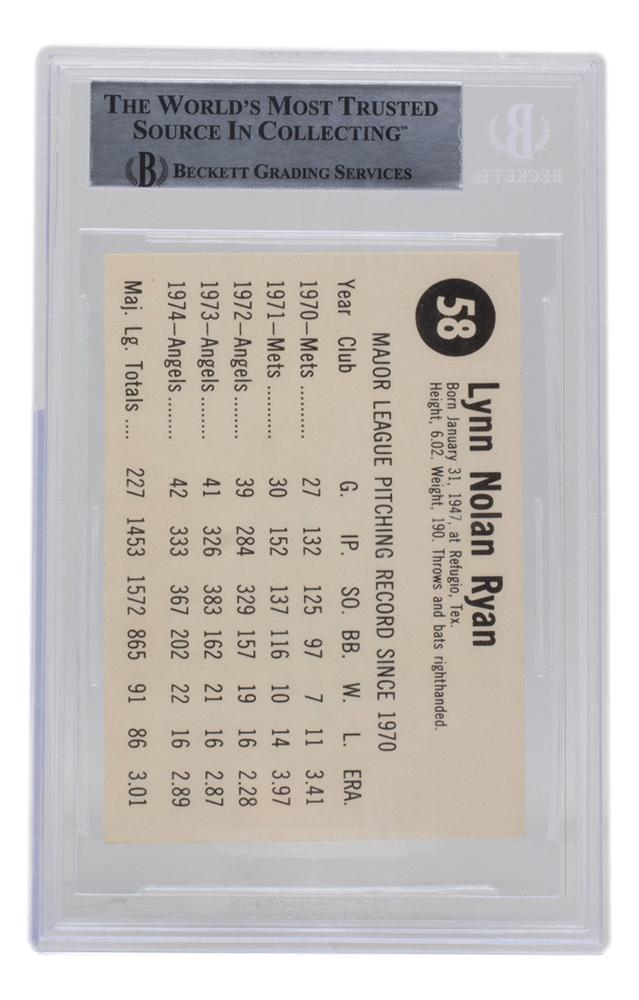 THE WORLD'S MOST TRUSTED
SOURCE IN COLLECTING™
B BECKETT GRADING SERVICES
B
BECKETT®
58
Lynn Nolan Ryan
Born January 31, 1947, at Refugio, Tex.
Height, 6.02. Weight, 190. Throws and bats righthanded.
MAJOR LEAGUE PITCHING RECORD SINCE 1970
Year Club G. IP. SO. BB. W. L. ERA.
1970—Mets ........... 27 132 125 97 7 11 3.41
1971—Mets ........... 30 152 137 116 10 14 3.97
1972—Angels ......... 39 284 329 157 19 16 2.28
1973—Angels ......... 41 326 383 162 21 16 2.87
1974—Angels ......... 42 333 367 202 22 16 2.89
Maj. Lg. Totals .... 227 1453 1572 865 91 86 3.01